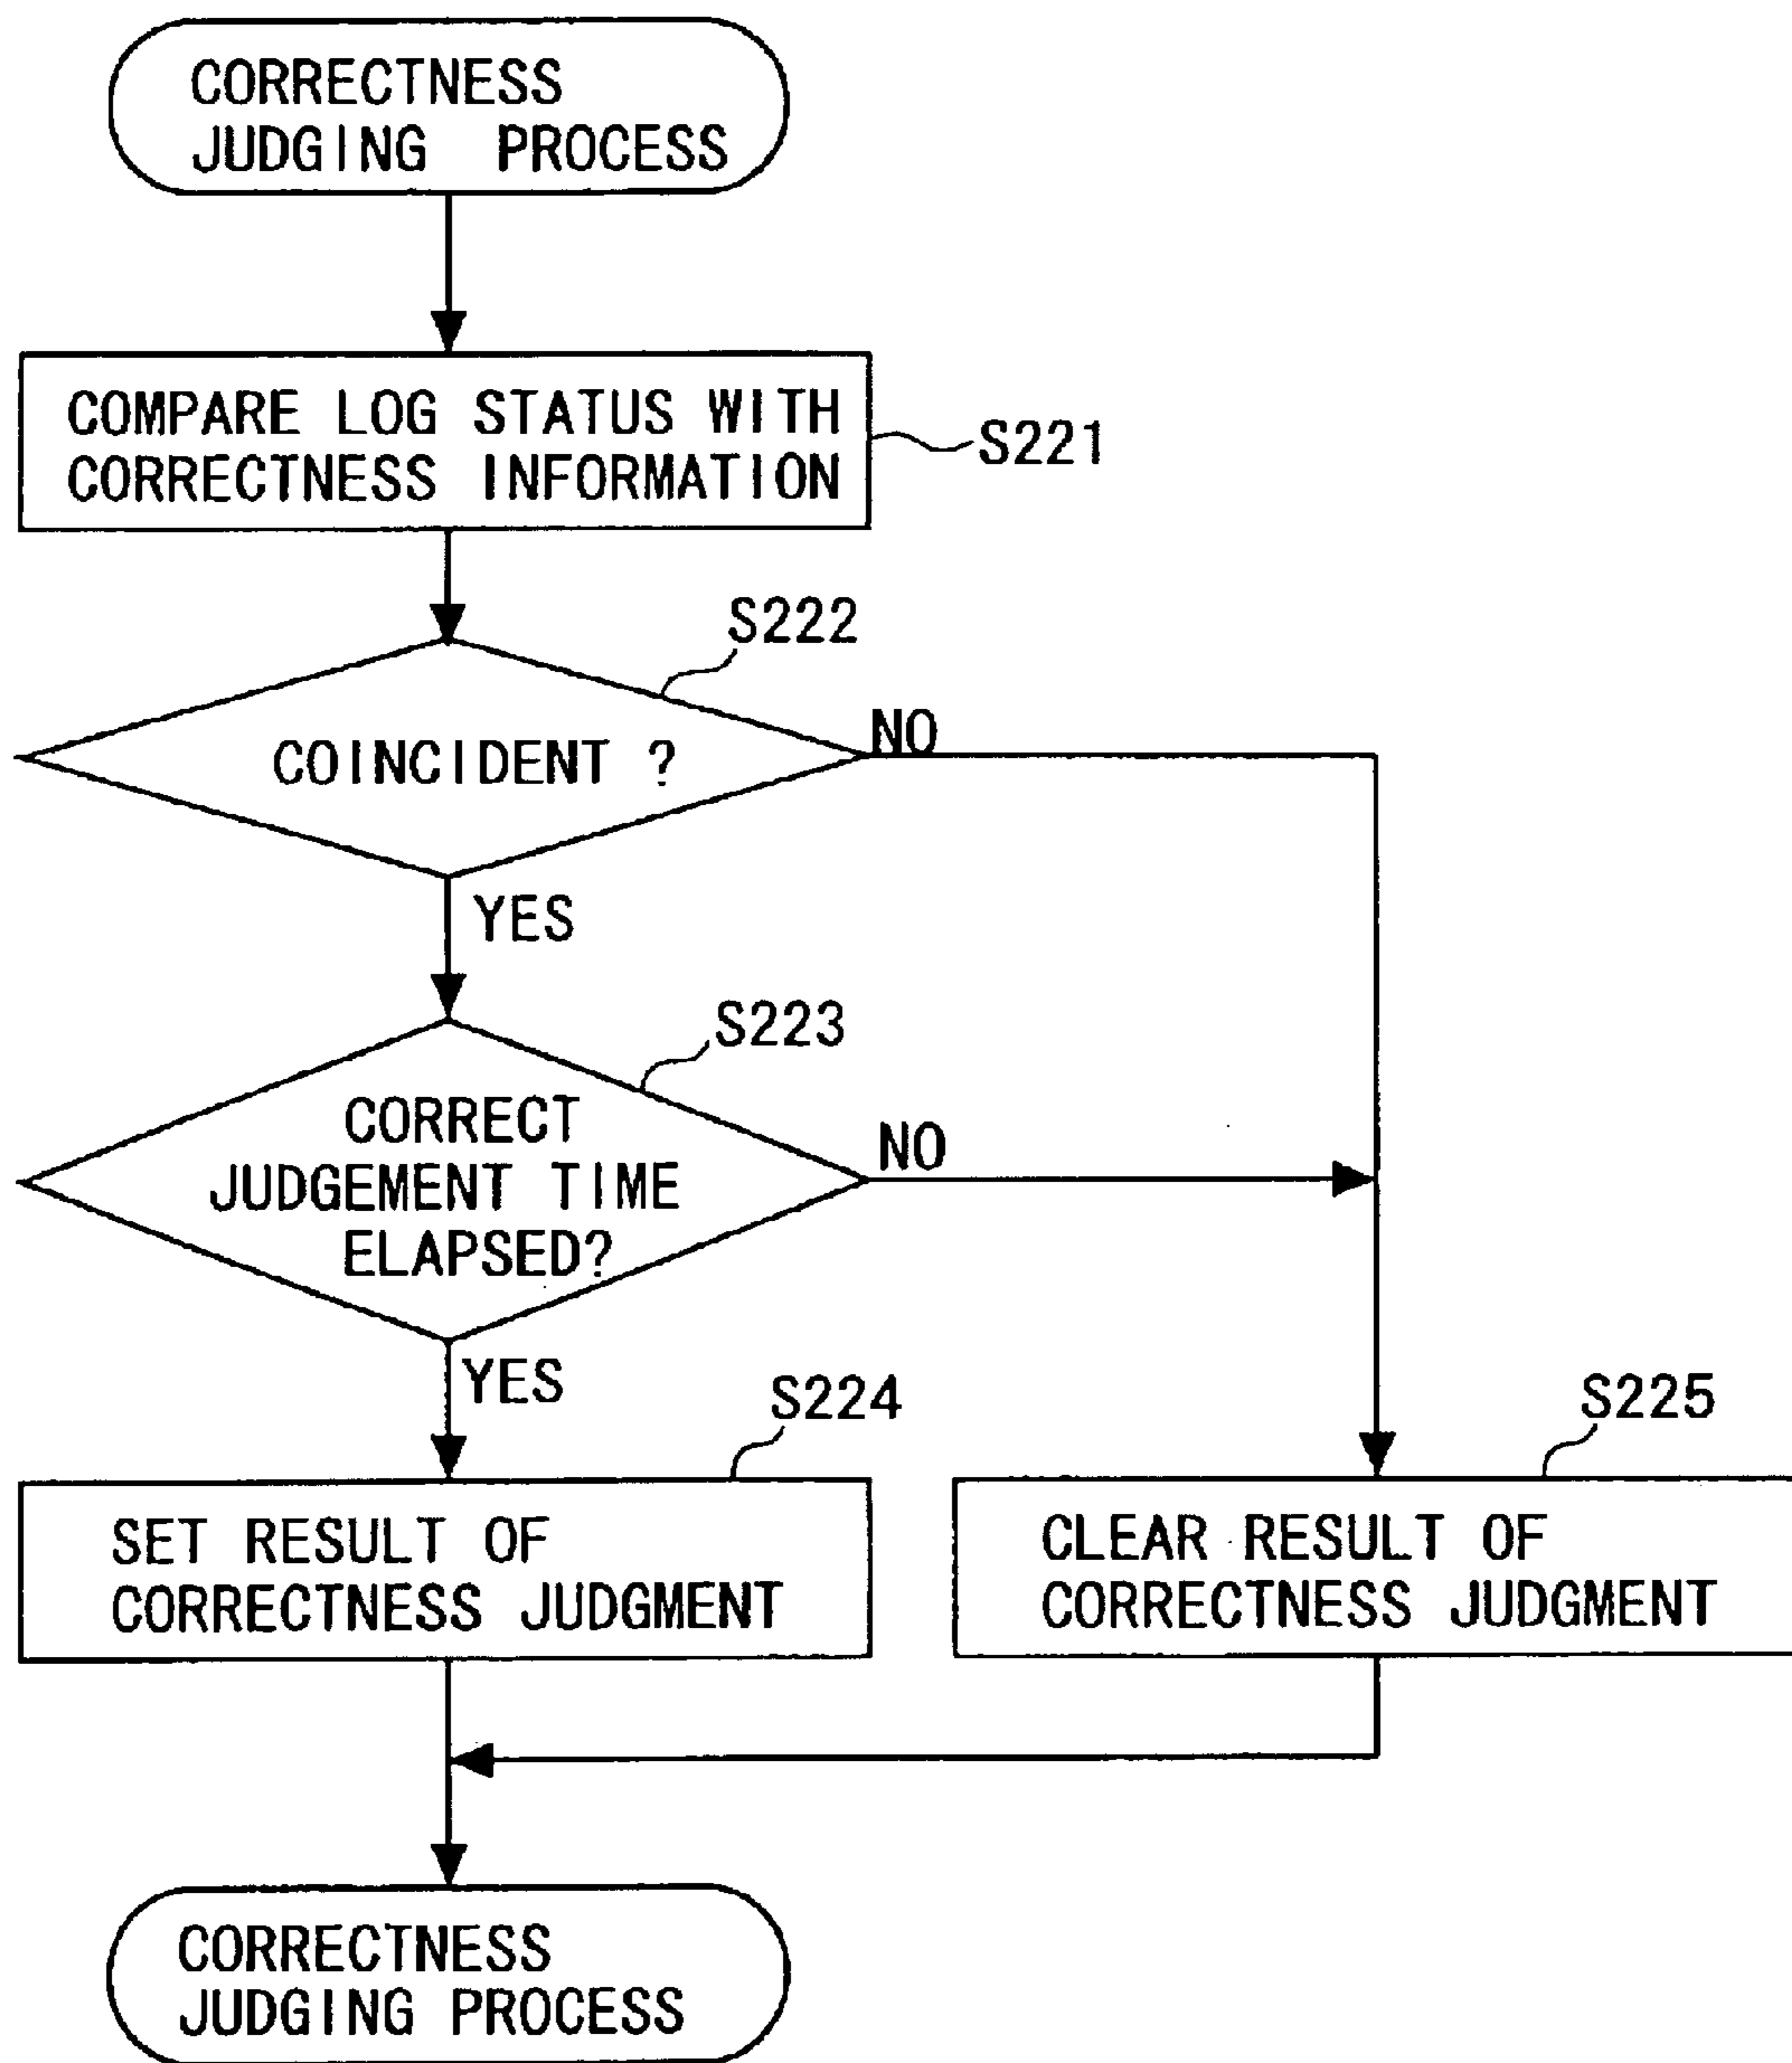 CORRECTNESS
JUDGING PROCESS
COMPARE LOG STATUS WITH
CORRECTNESS INFORMATION
S221
S222
COINCIDENT ?
NO
YES
S223
CORRECT
JUDGEMENT TIME
ELAPSED?
NO
YES
S224
SET RESULT OF
CORRECTNESS JUDGMENT
S225
CLEAR RESULT OF
CORRECTNESS JUDGMENT
CORRECTNESS
JUDGING PROCESS